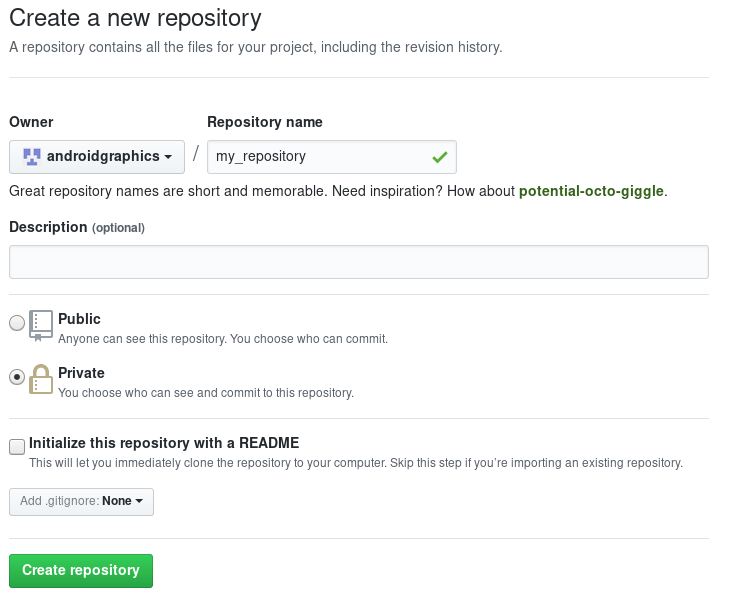 Create a new repository
A repository contains all the files for your project, including the revision history.
Owner
Repository name
androidgraphics / my_repository
Great repository names are short and memorable. Need inspiration? How about potential-octo-giggle.
Description (optional)
Public
Anyone can see this repository. You choose who can commit.
Private
You choose who can see and commit to this repository.
Initialize this repository with a README
This will let you immediately clone the repository to your computer. Skip this step if you’re importing an existing repository.
Add .gitignore: None
Create repository